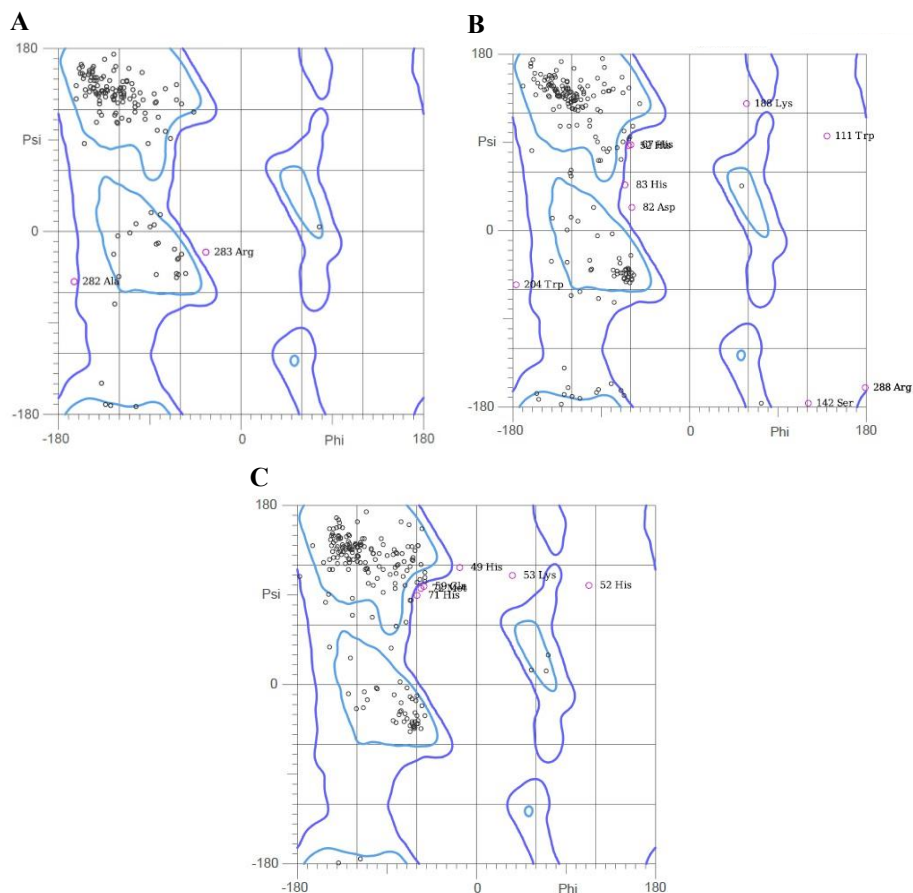 A
180
Psi
0
-180
-180
0
Phi
180
283 Arg
282 Ala
B
180
Psi
0
-180
-180
0
Phi
180
188 Lys
111 Trp
83 His
82 Asp
204 Trp
288 Arg
142 Ser
C
180
Psi
0
-180
-180
0
Phi
180
49 His
53 Lys
52 His
71 His